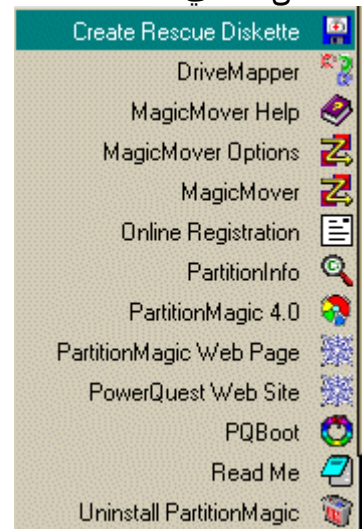 Create Rescue Diskette
DriveMapper
MagicMover Help
MagicMover Options
MagicMover
Online Registration
PartitionInfo
PartitionMagic 4.0
PartitionMagic Web Page
PowerQuest Web Site
PQBoot
Read Me
Uninstall PartitionMagic